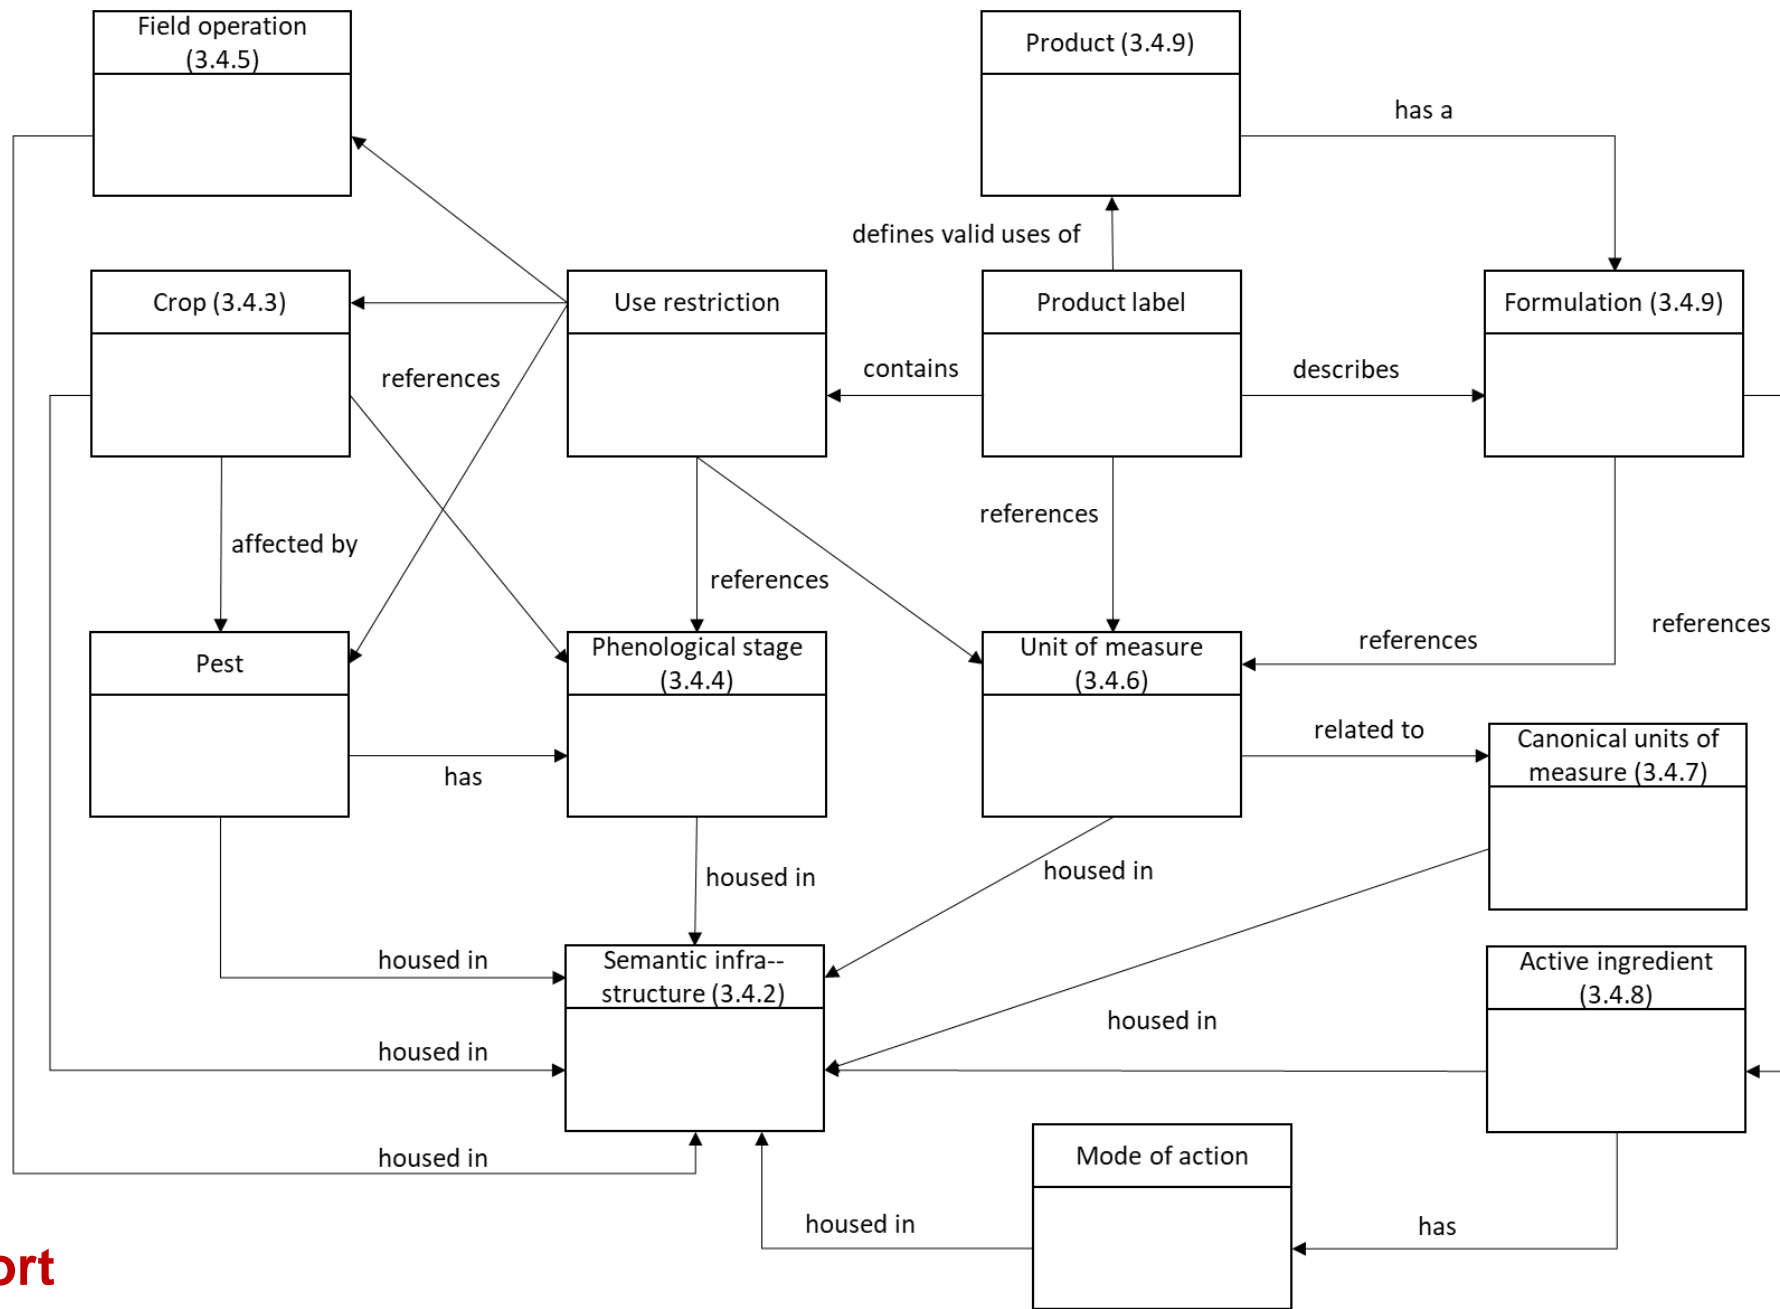 Field operation
(3.4.5)
Product (3.4.9)
has a
defines valid uses of
Crop (3.4.3)
Use restriction
Product label
Formulation (3.4.9)
references
contains
describes
affected by
references
references
references
references
Pest
Phenological stage
(3.4.4)
Unit of measure
(3.4.6)
has
related to
Canonical units of
measure (3.4.7)
housed in
housed in
housed in
Semantic infra--
structure (3.4.2)
Active ingredient
(3.4.8)
housed in
housed in
housed in
Mode of action
housed in
has
ort